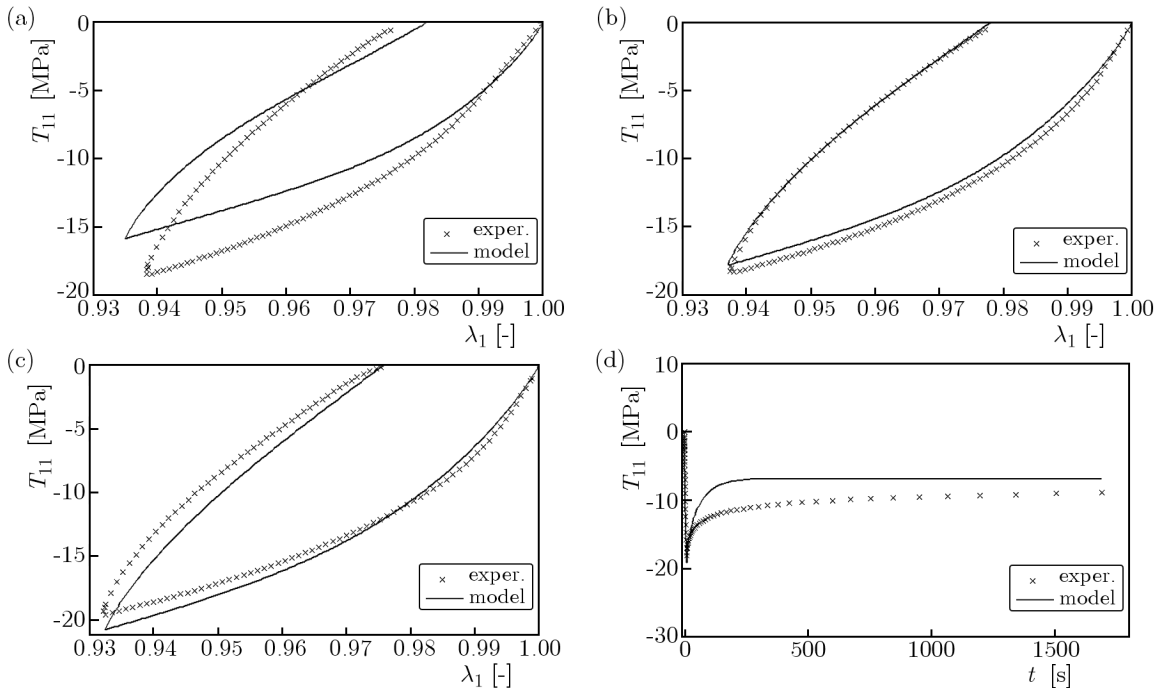 (a)
0
-5
-10
-15
-20
T11 [MPa]
0.93 0.94 0.95 0.96 0.97 0.98 0.99 1.00
λ1 [-]
× exper.
model
(b)
0
-5
-10
-15
-20
T11 [MPa]
0.93 0.94 0.95 0.96 0.97 0.98 0.99 1.00
λ1 [-]
× exper.
model
(c)
0
-5
-10
-15
-20
T11 [MPa]
0.93 0.94 0.95 0.96 0.97 0.98 0.99 1.00
λ1 [-]
× exper.
model
(d)
10
0
-10
-20
-30
T11 [MPa]
0 500 1000 1500
t [s]
× exper.
model